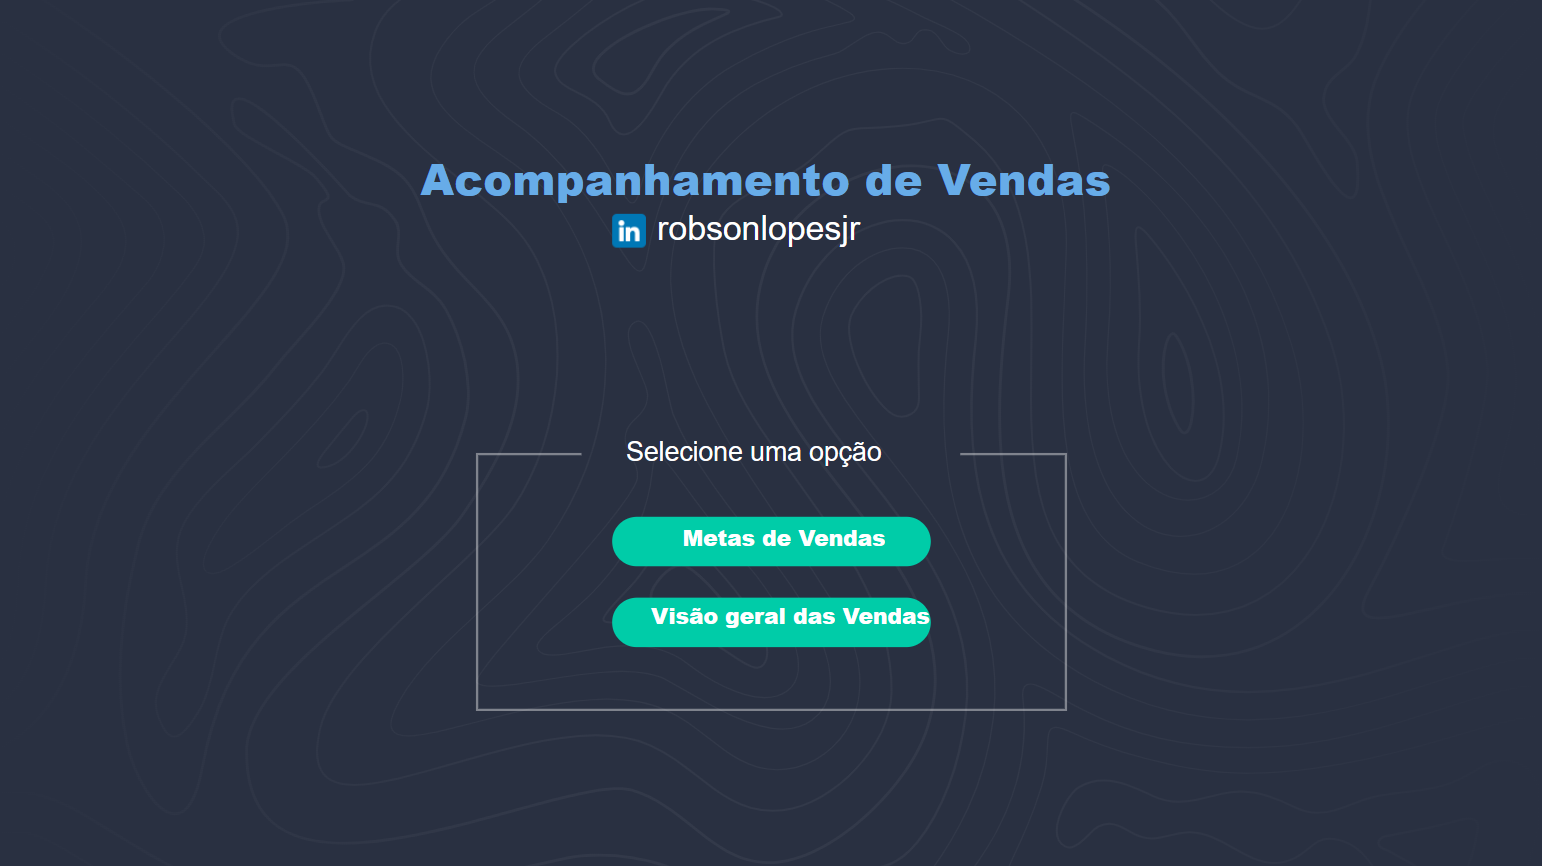 Acompanhamento de Vendas
in robsonlopesjr
Selecione uma opção
Metas de Vendas
Visão geral das Vendas